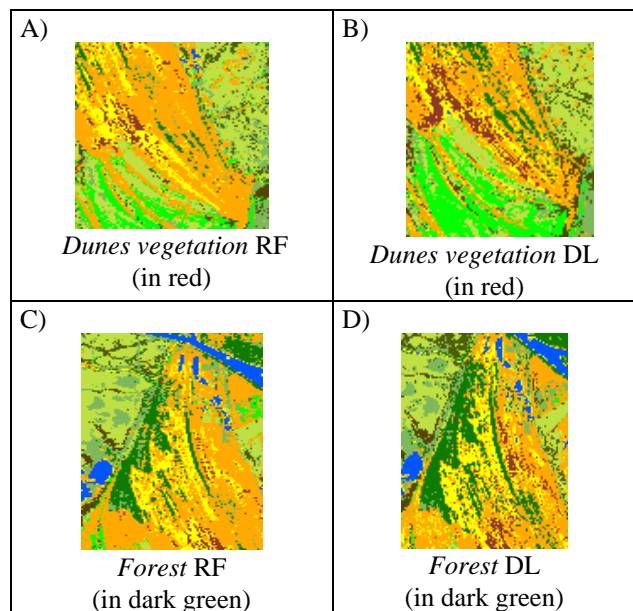 A)
Dunes vegetation RF
(in red)
B)
Dunes vegetation DL
(in red)
C)
Forest RF
(in dark green)
D)
Forest DL
(in dark green)